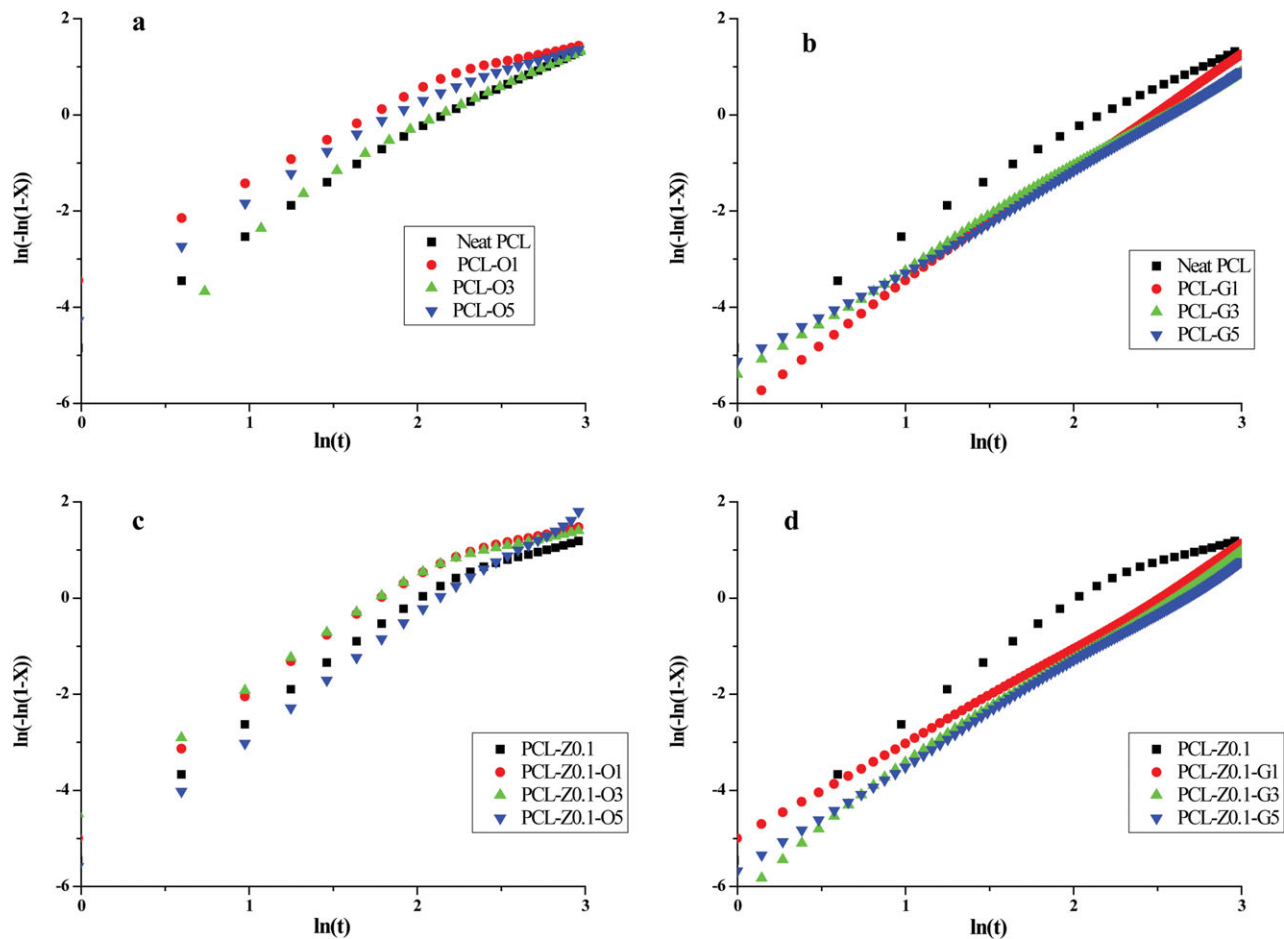 a
2
0
-2
-4
-6
ln(-ln(1-X))
0
1
2
3
ln(t)
Neat PCL
PCL-O1
PCL-O3
PCL-O5
b
2
0
-2
-4
-6
ln(-ln(1-X))
0
1
2
3
ln(t)
Neat PCL
PCL-G1
PCL-G3
PCL-G5
c
2
0
-2
-4
-6
ln(-ln(1-X))
0
1
2
3
ln(t)
PCL-Z0.1
PCL-Z0.1-O1
PCL-Z0.1-O3
PCL-Z0.1-O5
d
2
0
-2
-4
-6
ln(-ln(1-X))
0
1
2
3
ln(t)
PCL-Z0.1
PCL-Z0.1-G1
PCL-Z0.1-G3
PCL-Z0.1-G5